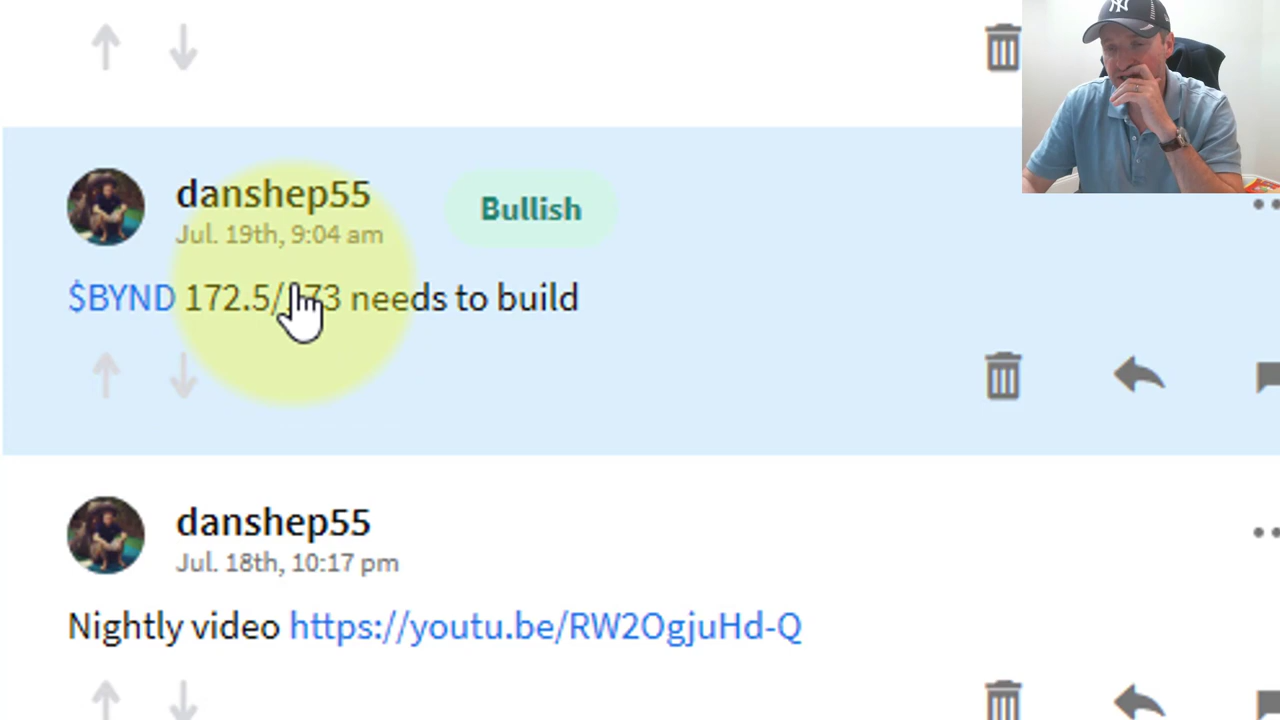 danshep55
Bullish
Jul. 19th, 9:04 am
$BYND 172.5/ 73 needs to build
danshep55
Jul. 18th, 10:17 pm
Nightly video https://youtu.be/RW2OgjuHd-Q